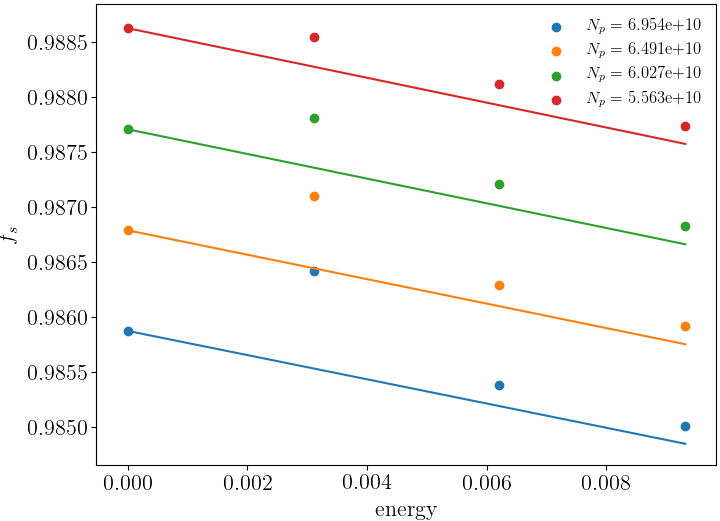 0.9885
0.9880
0.9875
0.9870
0.9865
0.9860
0.9855
0.9850
f_s
0.000 0.002 0.004 0.006 0.008
energy
N_p = 6.954e+10
N_p = 6.491e+10
N_p = 6.027e+10
N_p = 5.563e+10